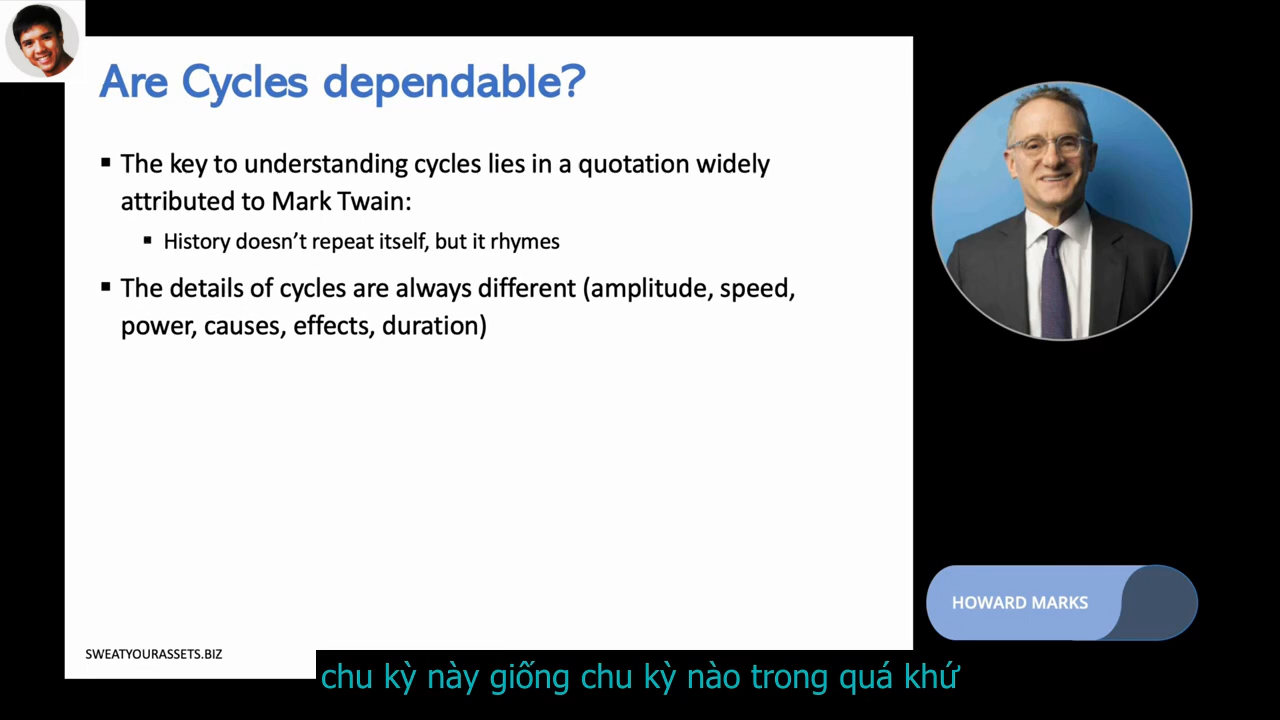 Are Cycles dependable?
▪ The key to understanding cycles lies in a quotation widely
attributed to Mark Twain:
▪ History doesn’t repeat itself, but it rhymes
▪ The details of cycles are always different (amplitude, speed,
power, causes, effects, duration)
HOWARD MARKS
SWEATYOURASSETS.BIZ
chu kỳ này giống chu kỳ nào trong quá khứ